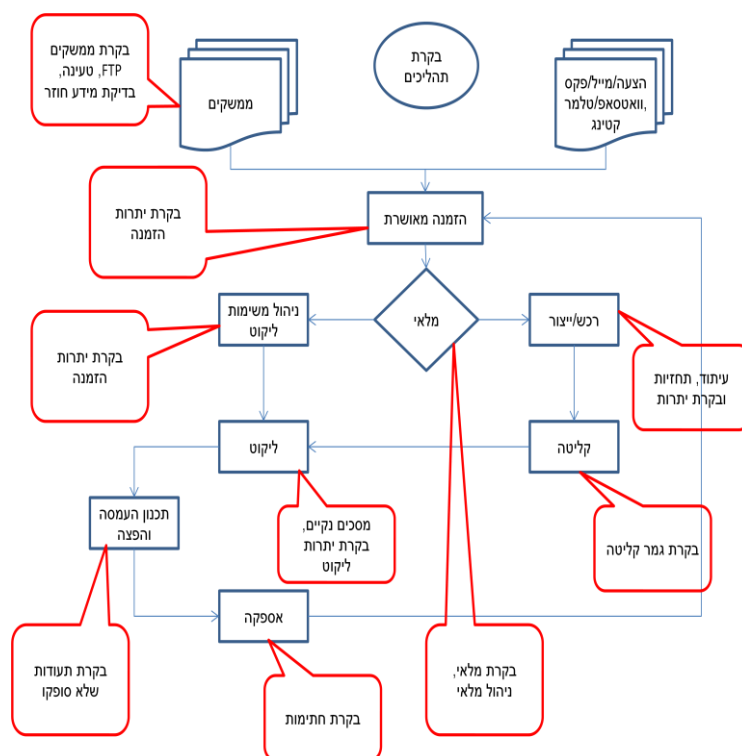 בקרת ממשקים
FTP, טעינה,
בדיקת מידע חוזר
ממשקים
בקרת
תהליכים
הצעה/מייל/פקס
,וואטסאפ/טלמר
קטינג
הזמנה מאושרת
בקרת יתרות
הזמנה
ניהול משימות
ליקוט
מלאי
רכש/ייצור
בקרת יתרות
הזמנה
עיתוד, תחזיות
ובקרת יתרות
ליקוט
קליטה
תכנון העמסה
והפצה
מסכים נקיים,
בקרת יתרות
ליקוט
בקרת גמר קליטה
אספקה
בקרת תעודות
שלא סופקו
בקרת חתימות
בקרת מלאי,
ניהול מלאי